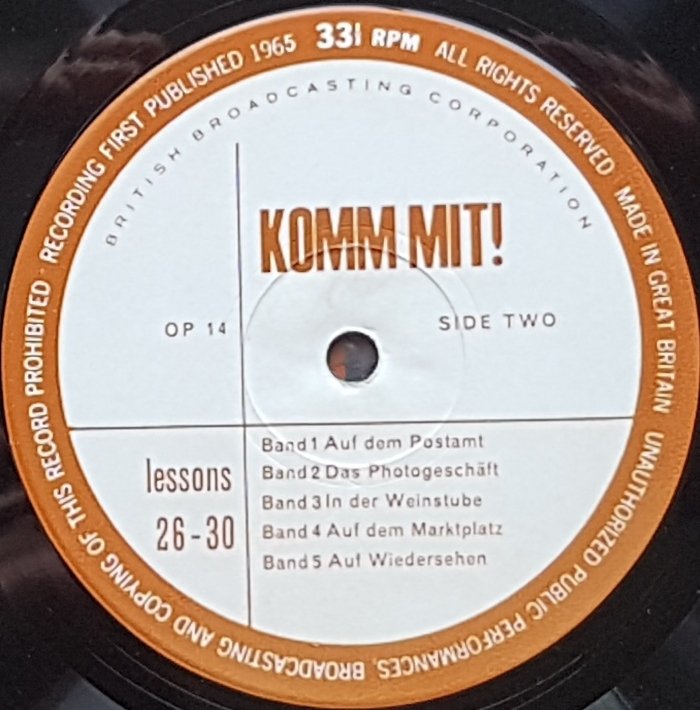 RECORDING FIRST PUBLISHED 1965 33⅓ RPM ALL RIGHTS RESERVED · MADE IN GREAT BRITAIN
UNAUTHORIZED PUBLIC PERFORMANCES, BROADCASTING AND COPYING OF THIS RECORD PROHIBITED ·
BRITISH BROADCASTING CORPORATION
KOMM MIT!
OP 14
SIDE TWO
lessons
26-30
Band 1 Auf dem Postamt
Band 2 Das Photogeschäft
Band 3 In der Weinstube
Band 4 Auf dem Marktplatz
Band 5 Auf Wiedersehen